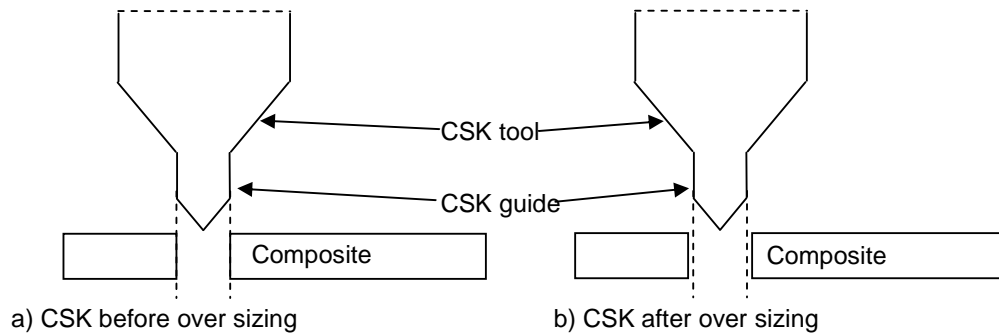 CSK tool
CSK guide
Composite
Composite
a) CSK before over sizing
b) CSK after over sizing